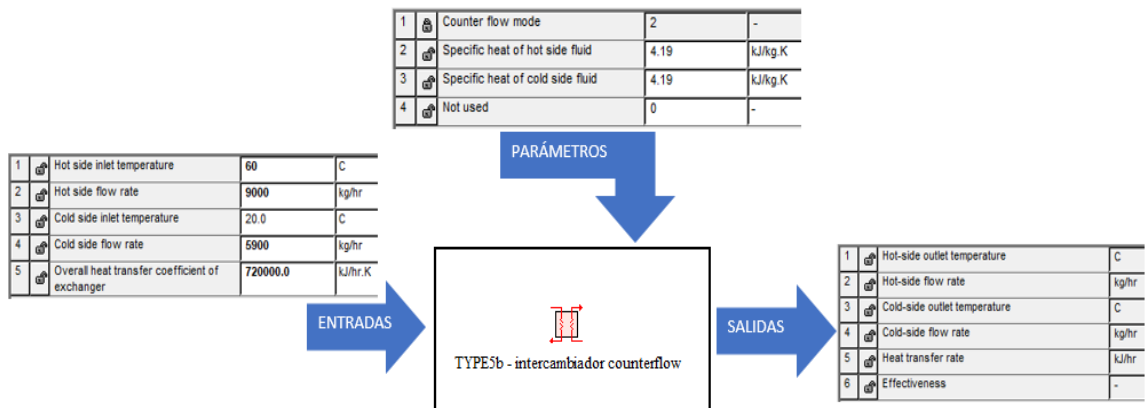 1 Counter flow mode 2 -
2 Specific heat of hot side fluid 4.19 kJ/kg.K
3 Specific heat of cold side fluid 4.19 kJ/kg.K
4 Not used 0 -
PARÁMETROS
1 Hot side inlet temperature 60 C
2 Hot side flow rate 9000 kg/hr
3 Cold side inlet temperature 20.0 C
4 Cold side flow rate 5900 kg/hr
5 Overall heat transfer coefficient of 720000.0 kJ/hr.K
exchanger
ENTRADAS
TYPE5b - intercambiador counterflow
SALIDAS
1 Hot-side outlet temperature C
2 Hot-side flow rate kg/hr
3 Cold-side outlet temperature C
4 Cold-side flow rate kg/hr
5 Heat transfer rate kJ/hr
6 Effectiveness -